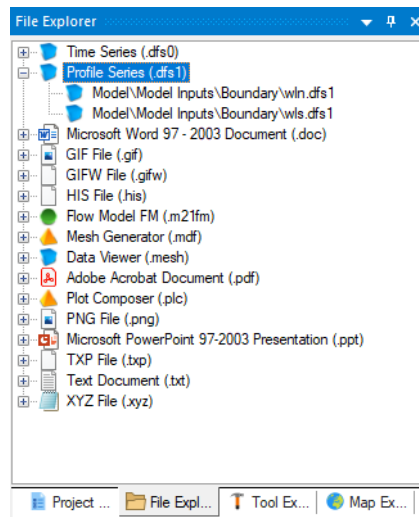 File Explorer
Time Series (.dfs0)
Profile Series (.dfs1)
Model\Model Inputs\Boundary\wln.dfs1
Model\Model Inputs\Boundary\wls.dfs1
Microsoft Word 97 - 2003 Document (.doc)
GIF File (.gif)
GIFW File (.gifw)
HIS File (.his)
Flow Model FM (.m21fm)
Mesh Generator (.mdf)
Data Viewer (.mesh)
Adobe Acrobat Document (.pdf)
Plot Composer (.plc)
PNG File (.png)
Microsoft PowerPoint 97-2003 Presentation (.ppt)
TXP File (.txp)
Text Document (.txt)
XYZ File (.xyz)
Project ... File Expl... Tool Ex... Map Ex...